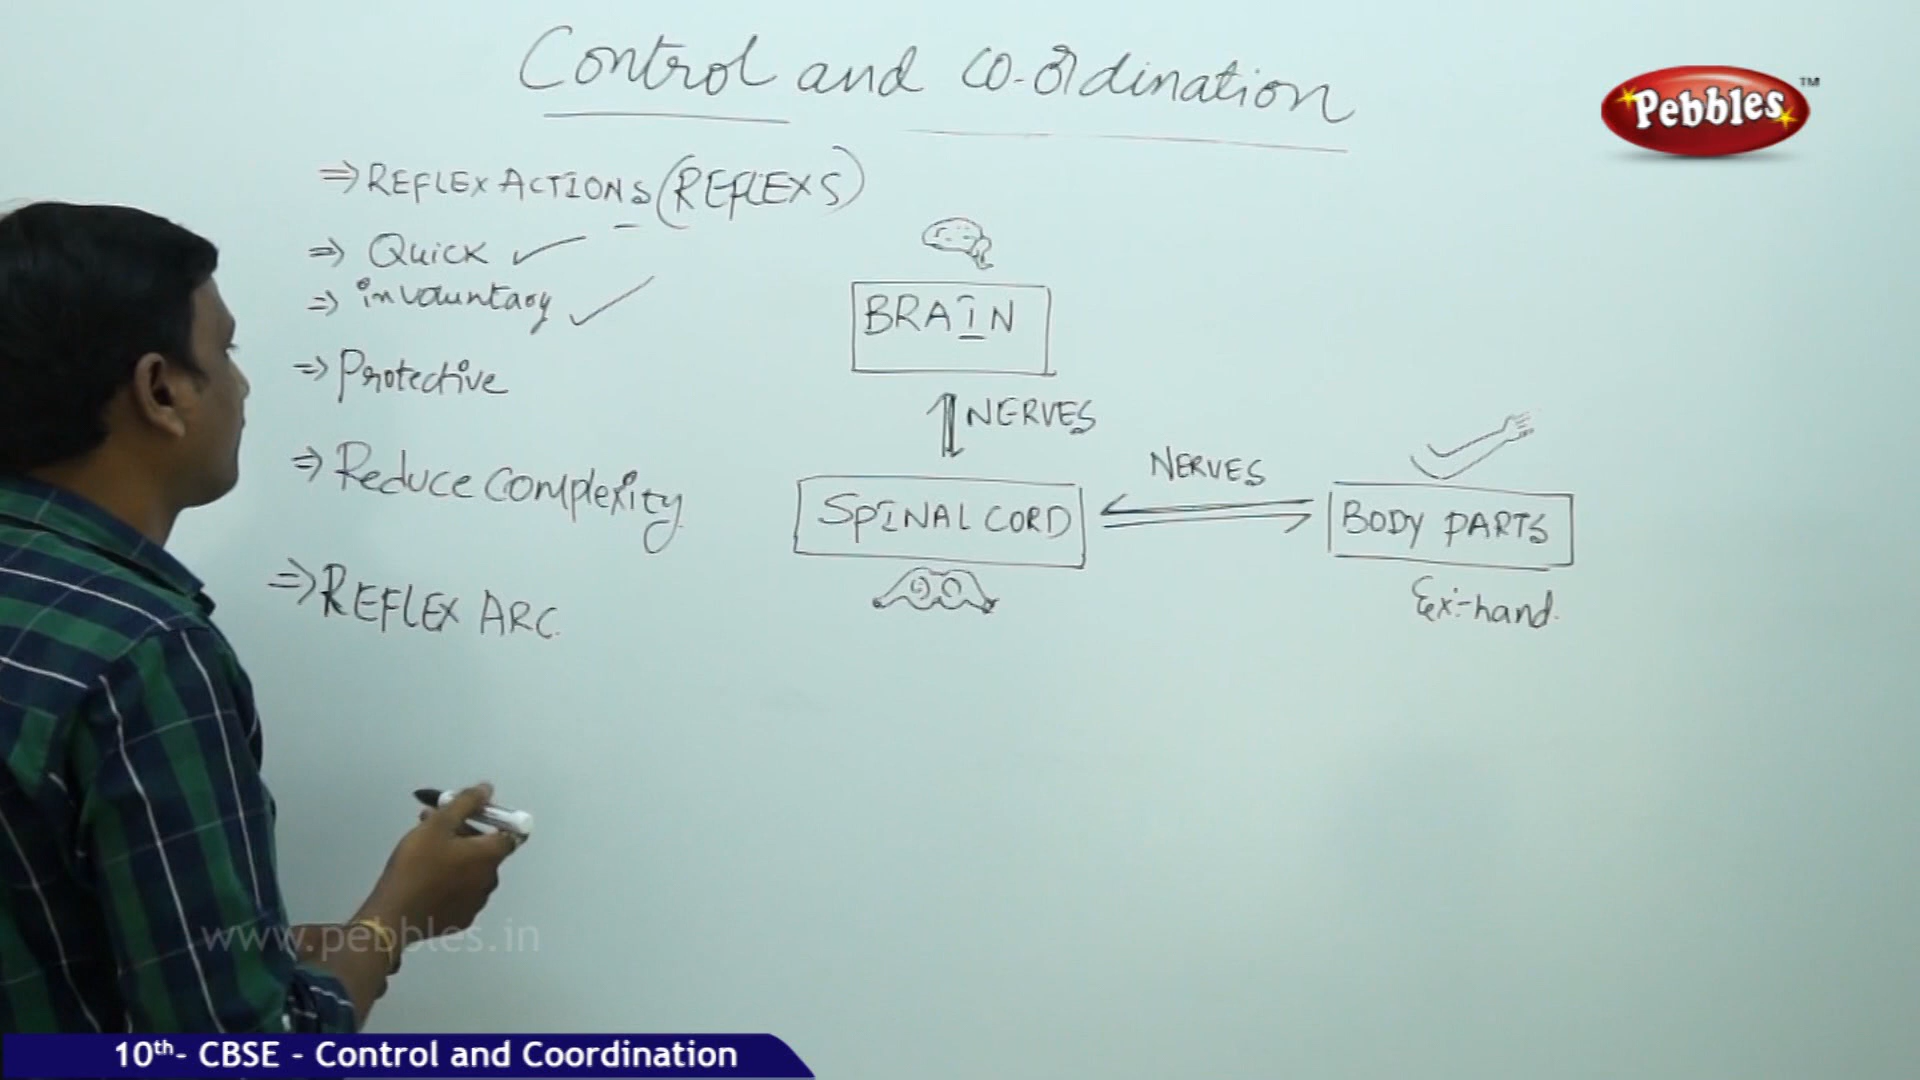 Control and co-ordination
Pebbles™
⇒ REFLEX ACTIONS (REFLEXS)
⇒ Quick ✓
⇒ involuntary ✓
⇒ Protective
⇒ Reduce complexity
⇒ REFLEX ARC
BRAIN
NERVES
NERVES
SPINAL CORD
BODY PARTS
Ex:-hand.
www.pebbles.in
10th- CBSE - Control and Coordination